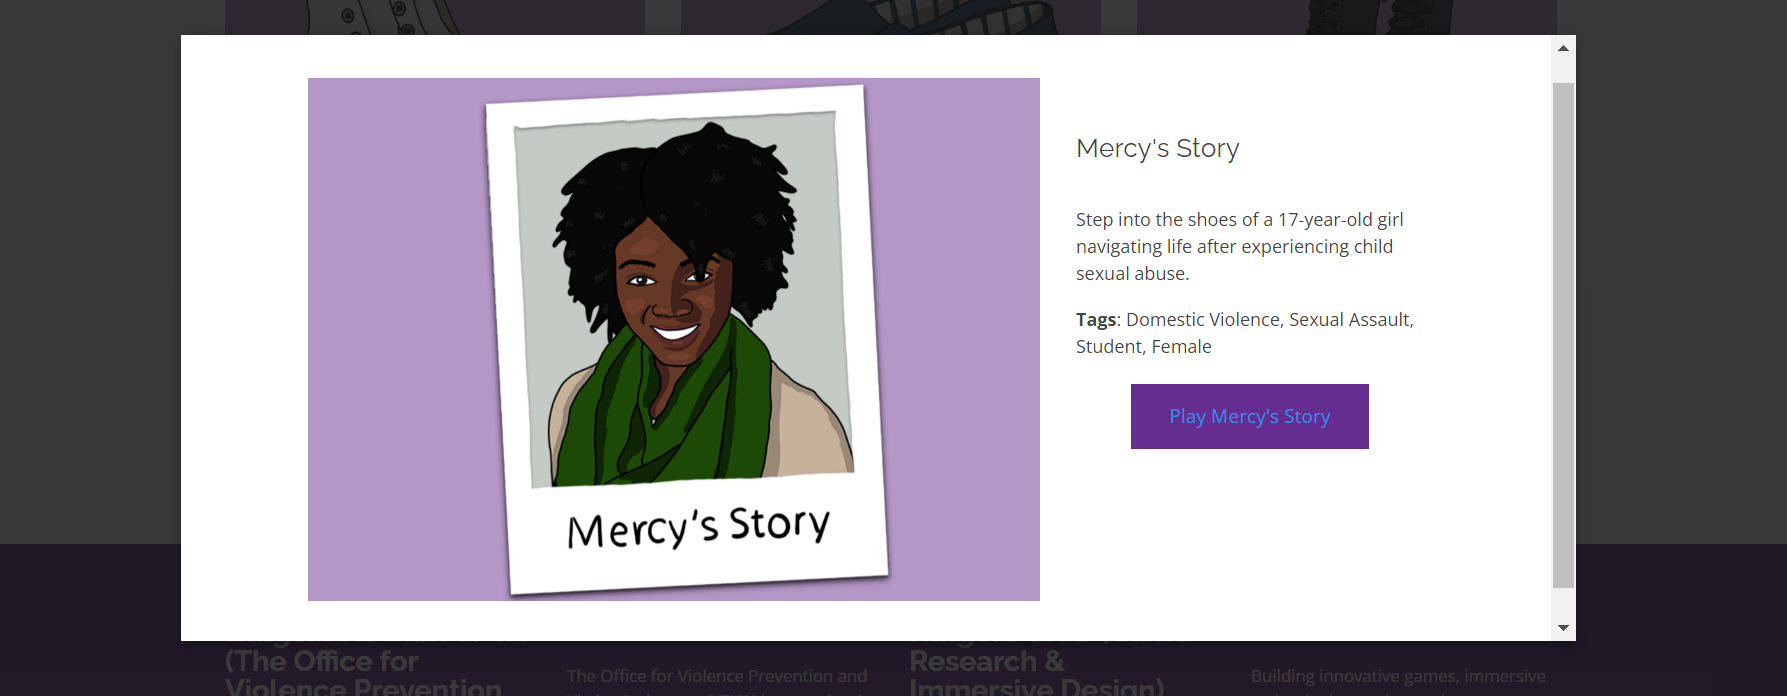 Mercy's Story
Mercy's Story
Step into the shoes of a 17-year-old girl
navigating life after experiencing child
sexual abuse.
Tags: Domestic Violence, Sexual Assault,
Student, Female
Play Mercy's Story
(The Office for
Violence Prevention
The Office for Violence Prevention and
Research &
Immersive Design)
Building innovative games, immersive